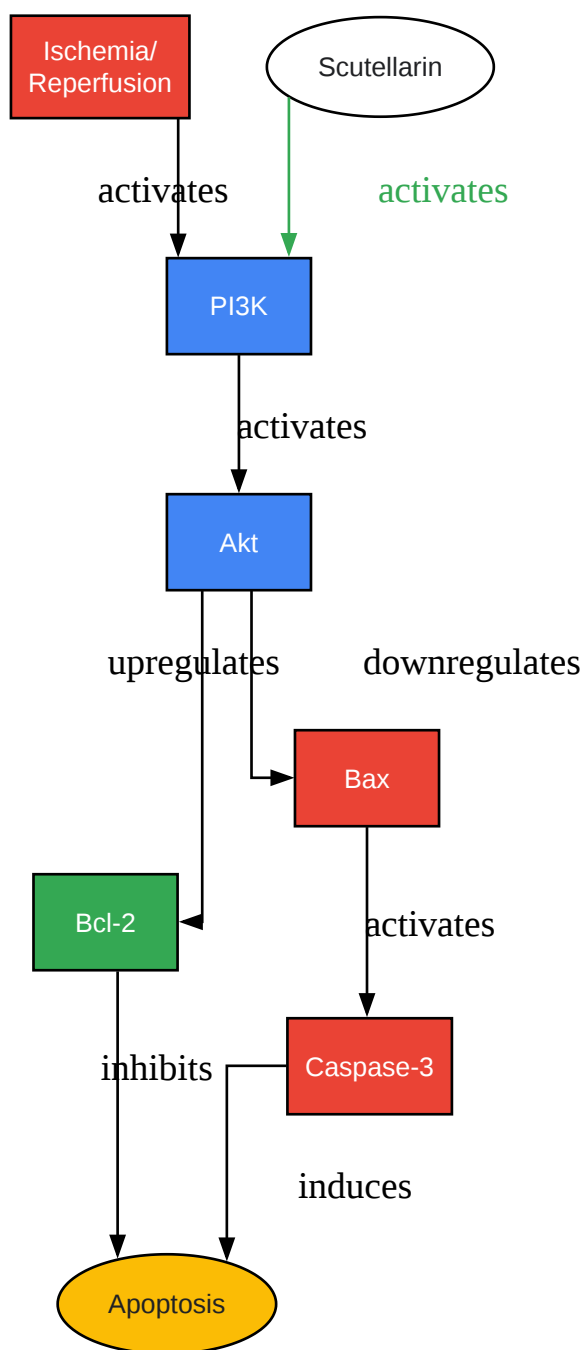 Ischemia/
Reperfusion
Scutellarin
activates
activates
PI3K
activates
Akt
upregulates
downregulates
Bax
Bcl-2
activates
inhibits
Caspase-3
induces
Apoptosis